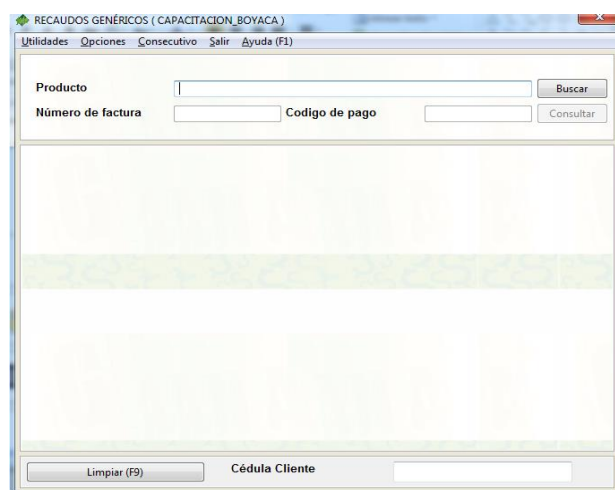 RECAUDOS GENÉRICOS ( CAPACITACION_BOYACA )
Utilidades Opciones Consecutivo Salir Ayuda (F1)
Producto Buscar
Número de factura Codigo de pago Consultar
Limpiar (F9) Cédula Cliente